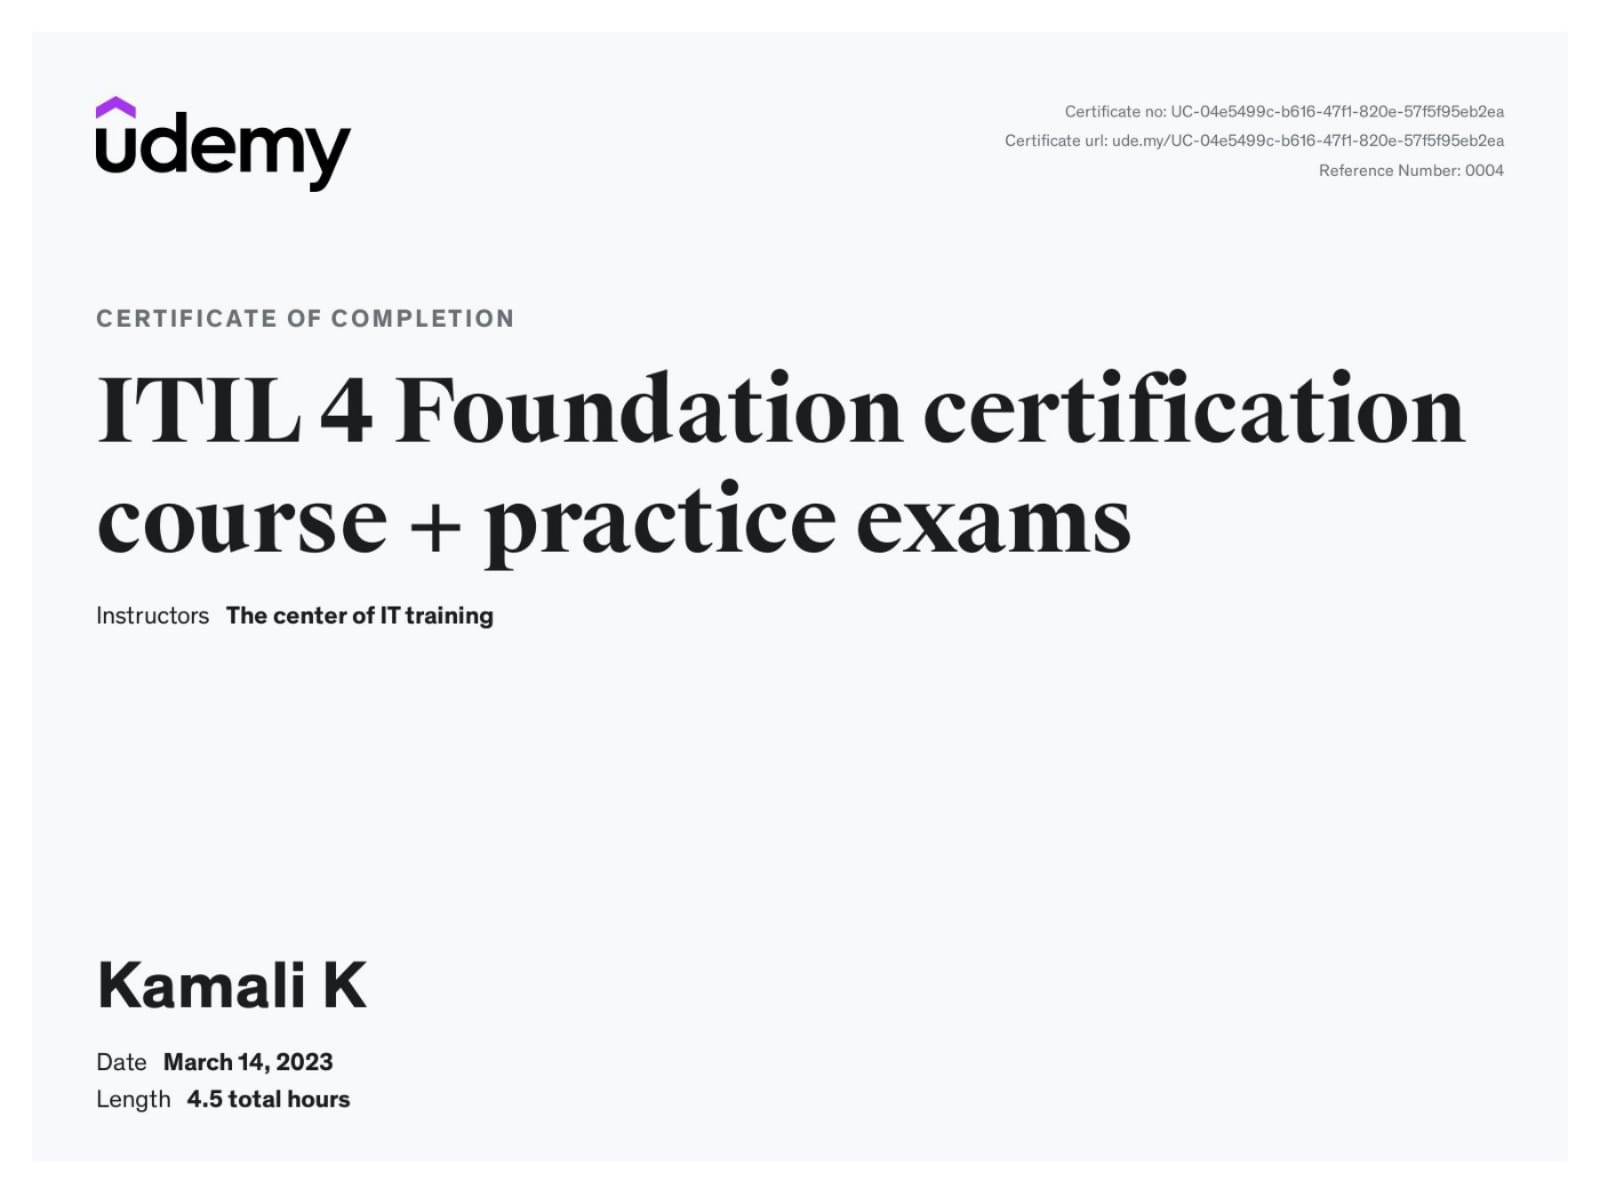 udemy
Certificate no: UC-04e5499c-b616-47f1-820e-57f5f95eb2ea
Certificate url: ude.my/UC-04e5499c-b616-47f1-820e-57f5f95eb2ea
Reference Number: 0004
CERTIFICATE OF COMPLETION
ITIL 4 Foundation certification
course + practice exams
Instructors The center of IT training
Kamali K
Date March 14, 2023
Length 4.5 total hours